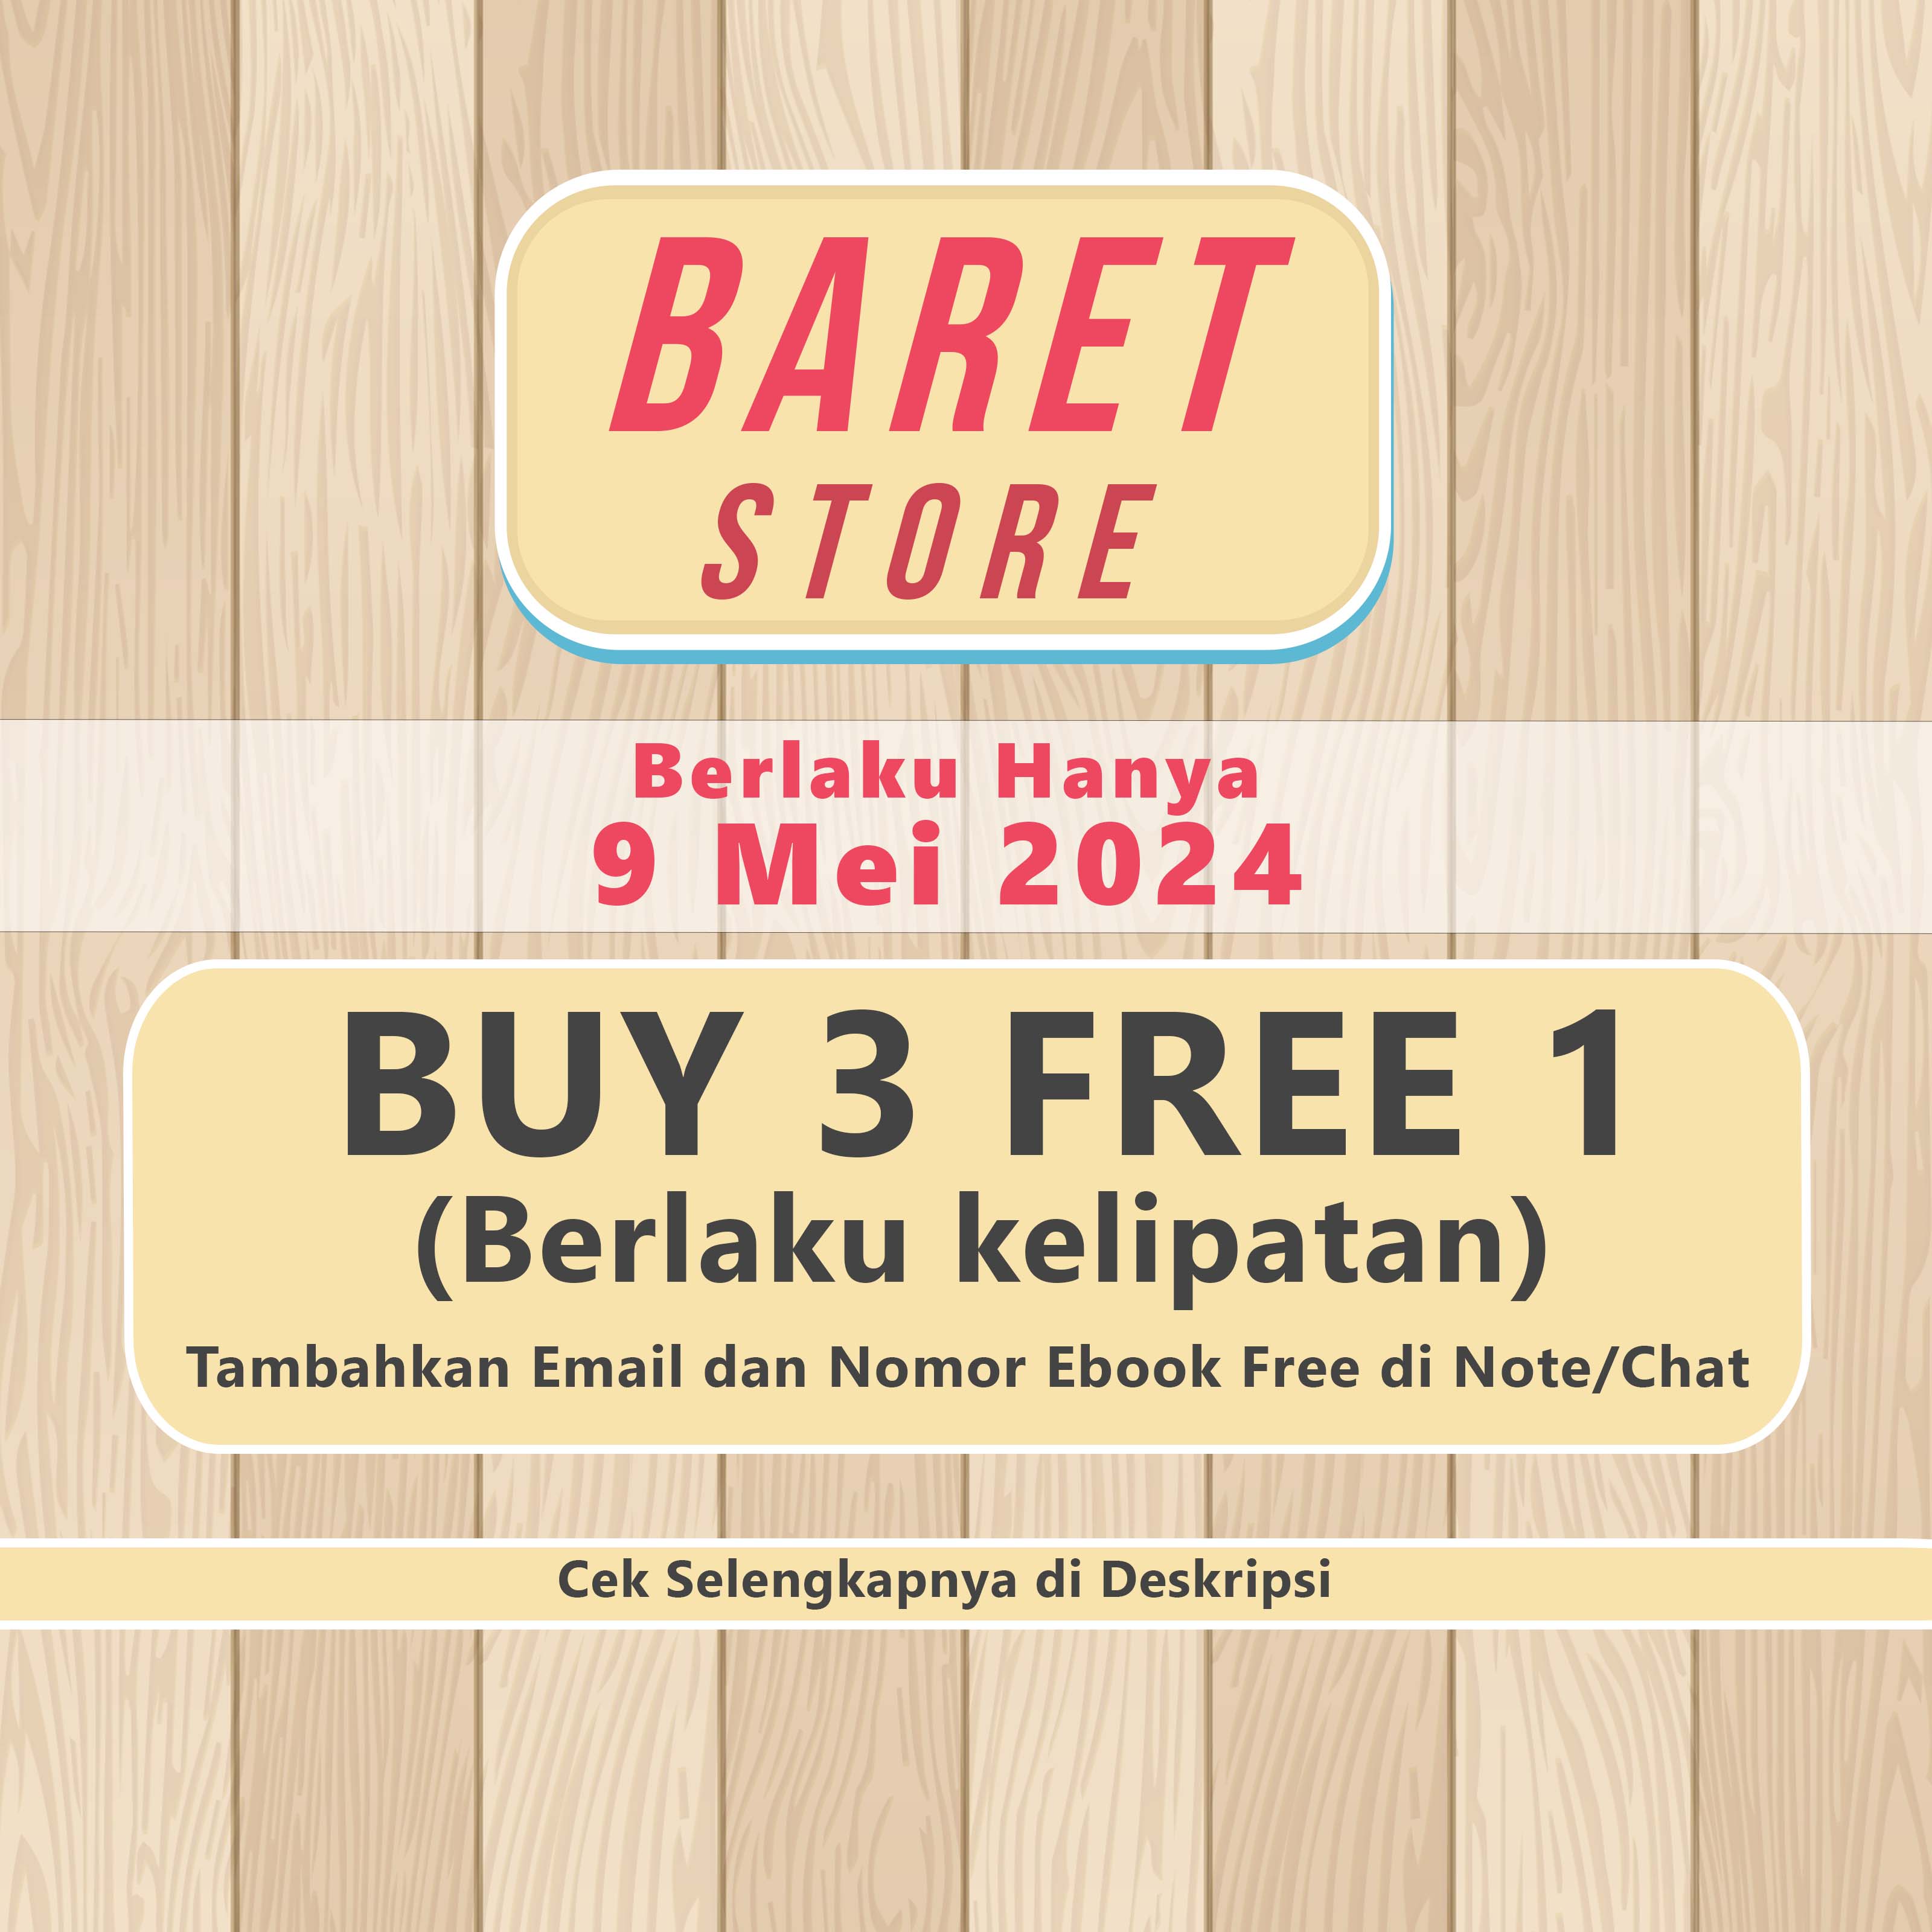 BARET
STORE
Berlaku Hanya
9 Mei 2024
BUY 3 FREE 1
(Berlaku kelipatan)
Tambahkan Email dan Nomor Ebook Free di Note/Chat
Cek Selengkapnya di Deskripsi